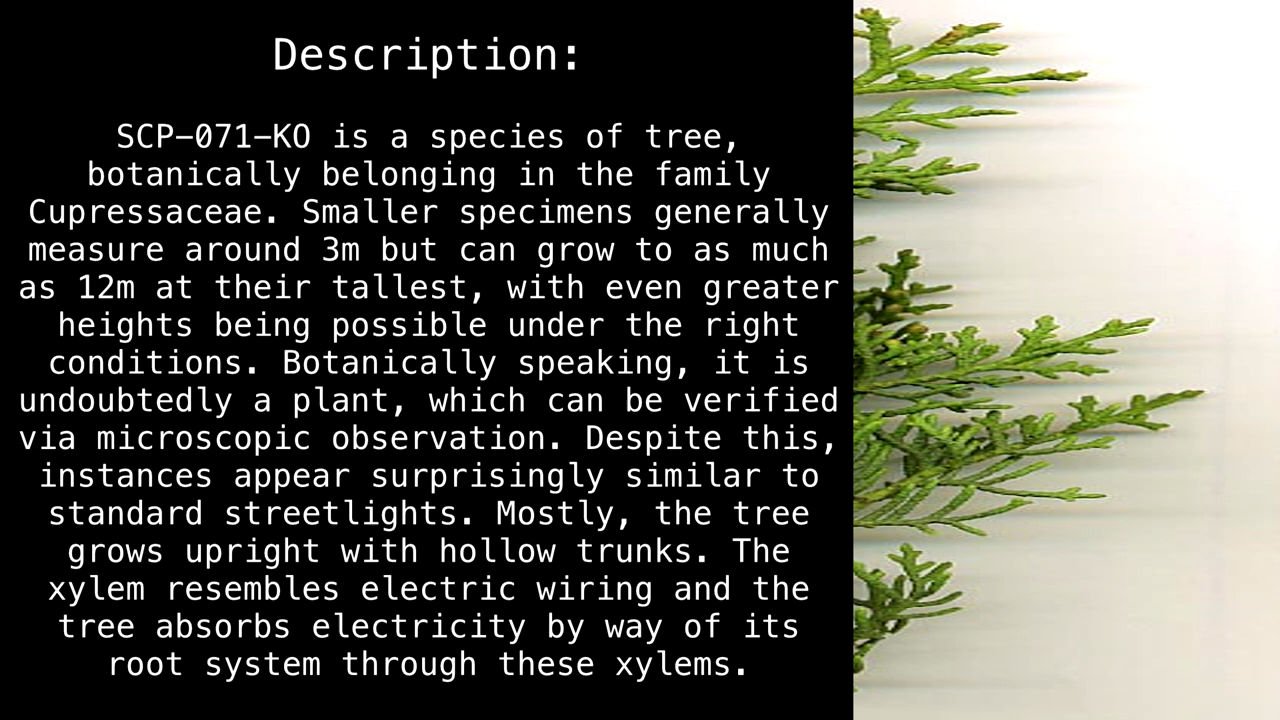 Description:
SCP–071–KO is a species of tree,
botanically belonging in the family
Cupressaceae. Smaller specimens generally
measure around 3m but can grow to as much
as 12m at their tallest, with even greater
heights being possible under the right
conditions. Botanically speaking, it is
undoubtedly a plant, which can be verified
via microscopic observation. Despite this,
instances appear surprisingly similar to
standard streetlights. Mostly, the tree
grows upright with hollow trunks. The
xylem resembles electric wiring and the
tree absorbs electricity by way of its
root system through these xylems.